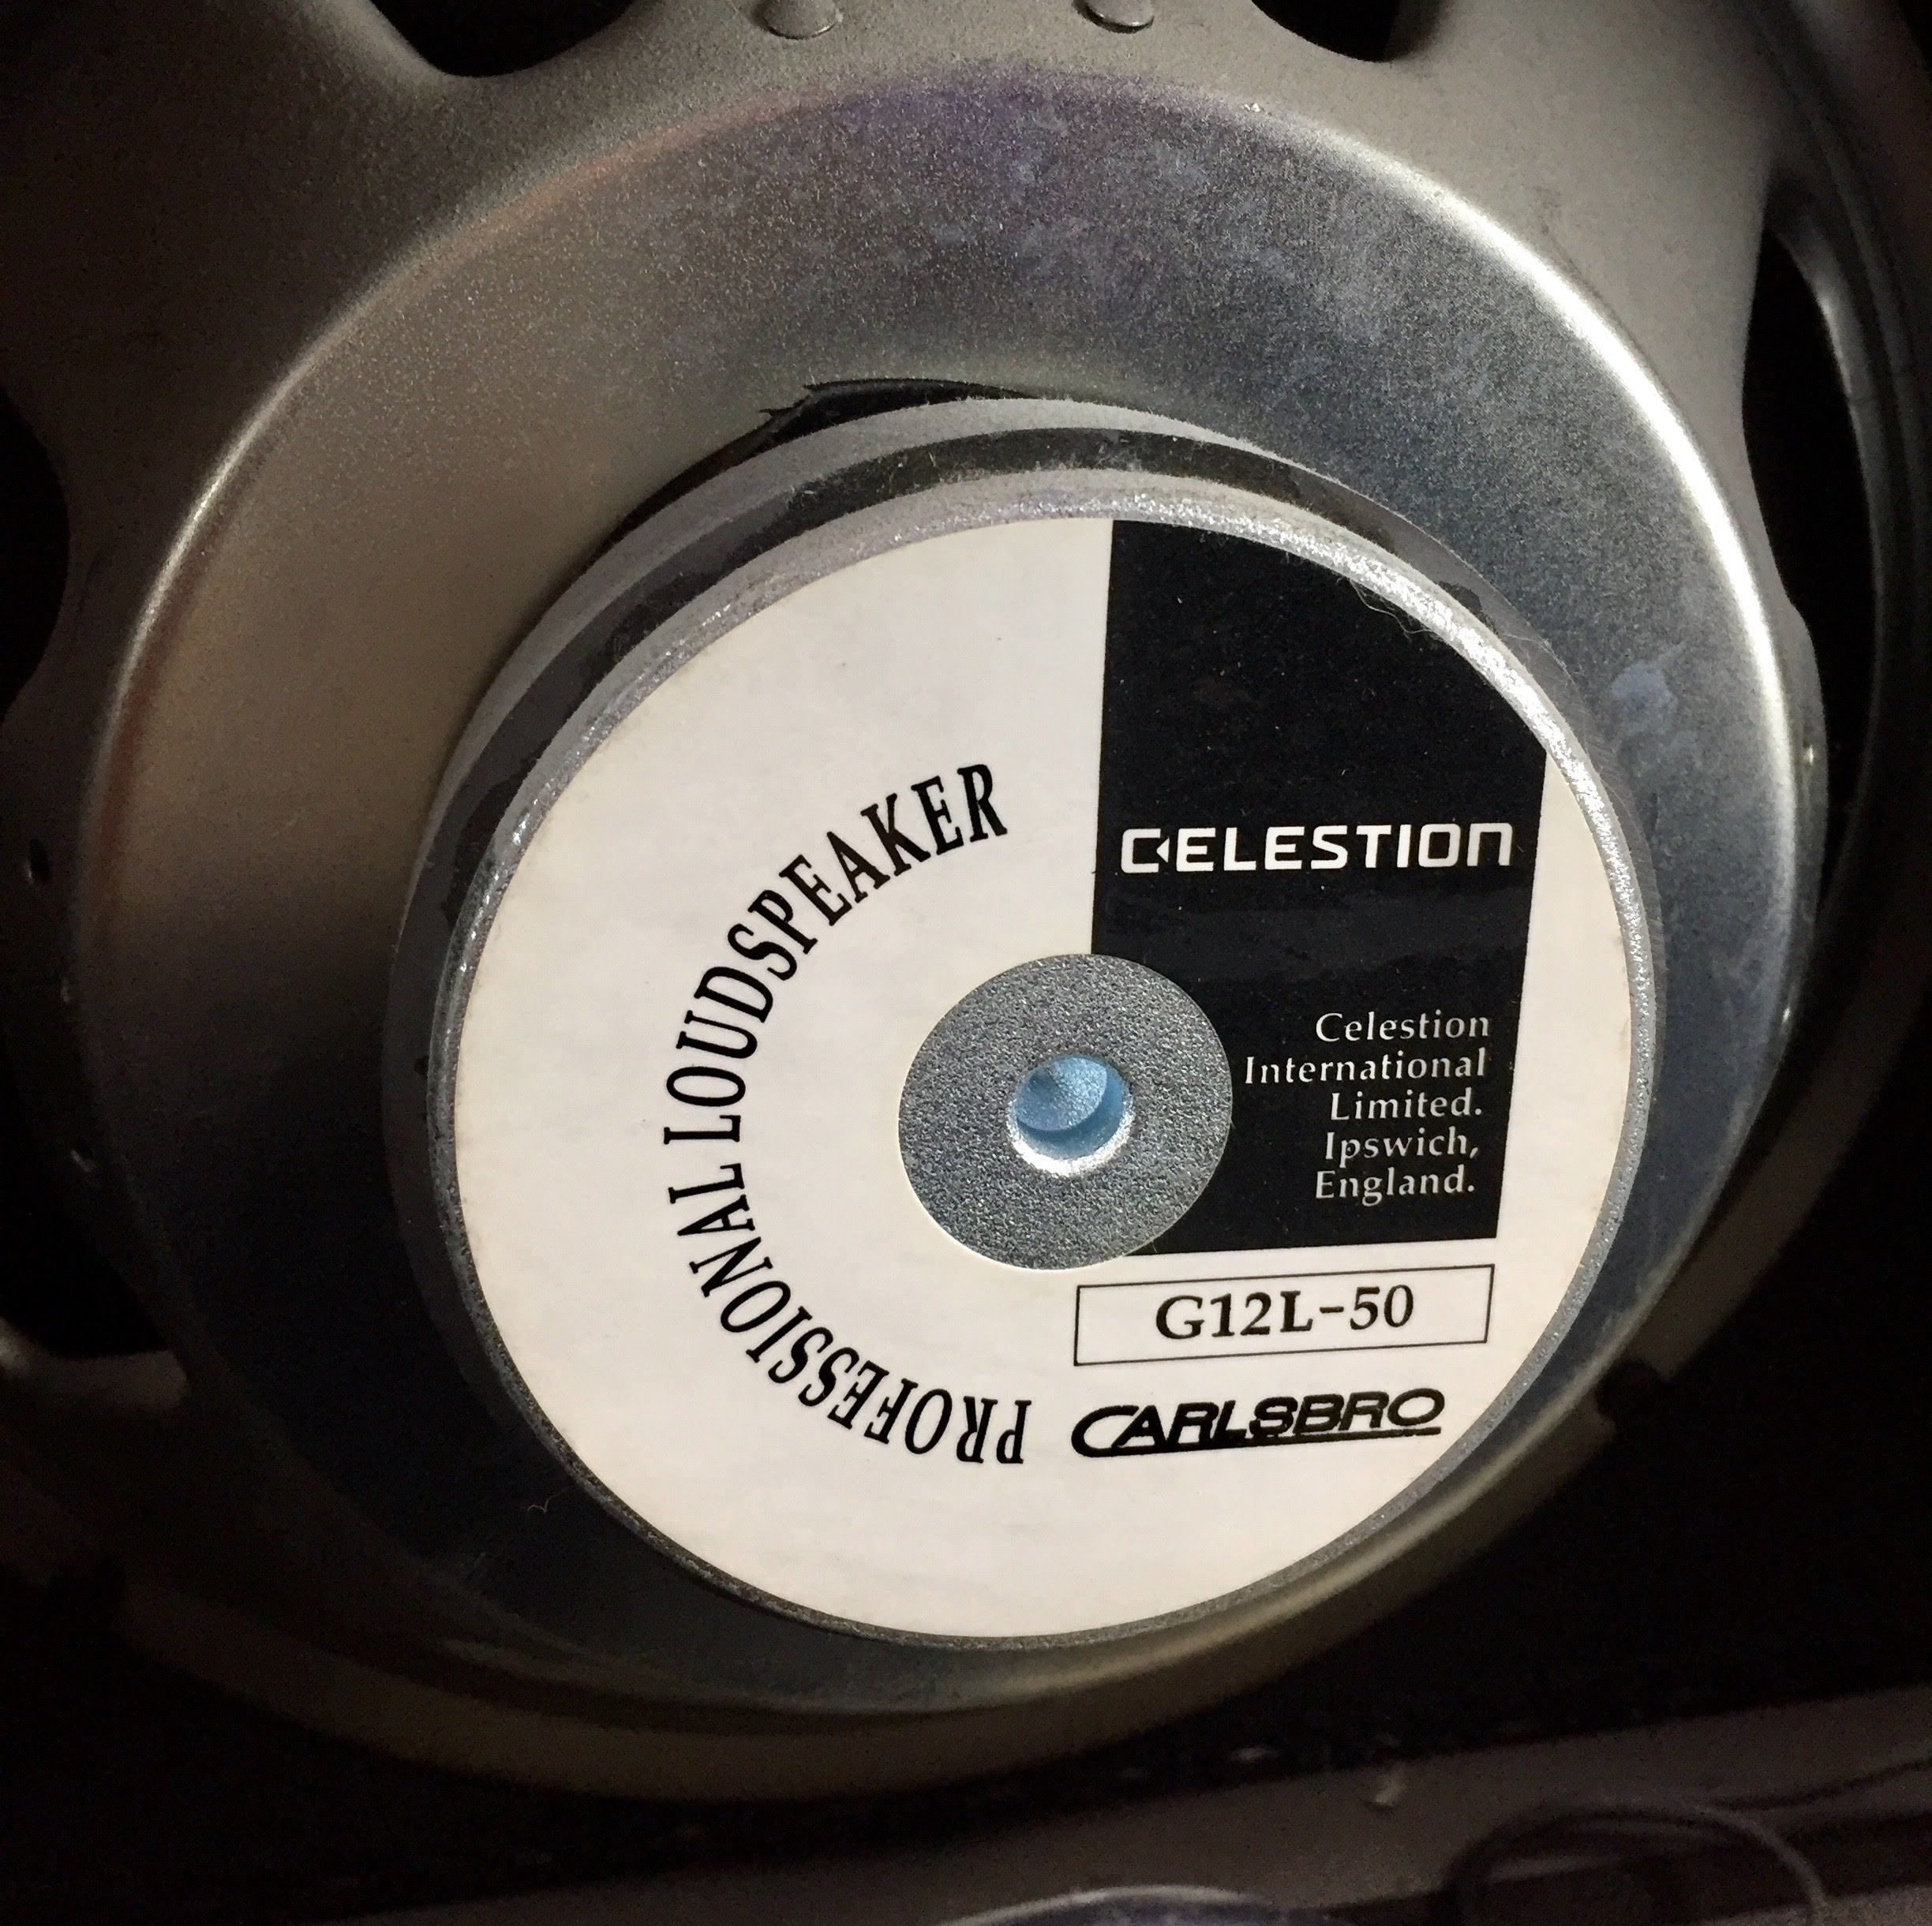 PROFESSIONAL LOUDSPEAKER
CELESTION
Celestion
International
Limited.
Ipswich,
England.
G12L-50
CARLSBRO